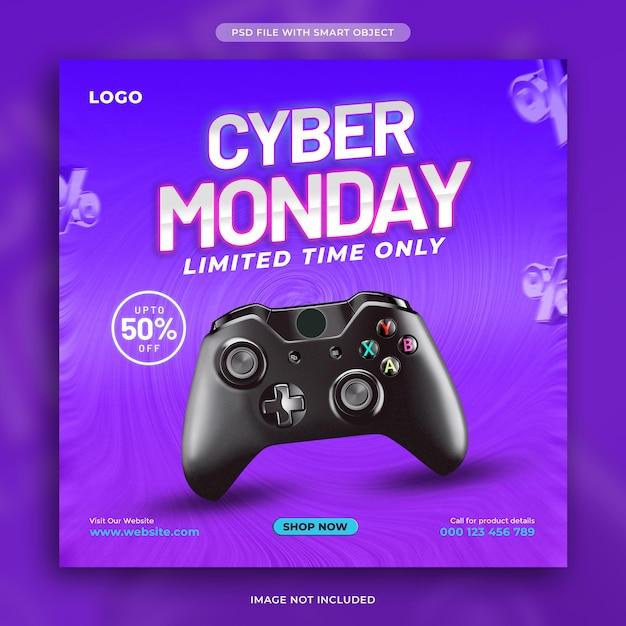 PSD FILE WITH SMART OBJECT
LOGO
CYBER
MONDAY
LIMITED TIME ONLY
UPTO
50%
OFF
%
%
%
Y
X
B
A
Visit Our Website
www.website.com
SHOP NOW
Call for product details
000 123 456 789
IMAGE NOT INCLUDED